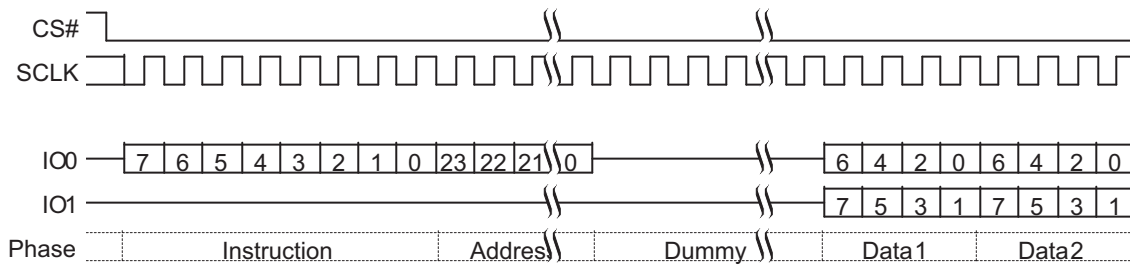 CS#
SCLK
IO0 7 6 5 4 3 2 1 0 23 22 21 0 6 4 2 0 6 4 2 0
IO1 7 5 3 1 7 5 3 1
Phase Instruction Address Dummy Data1 Data2